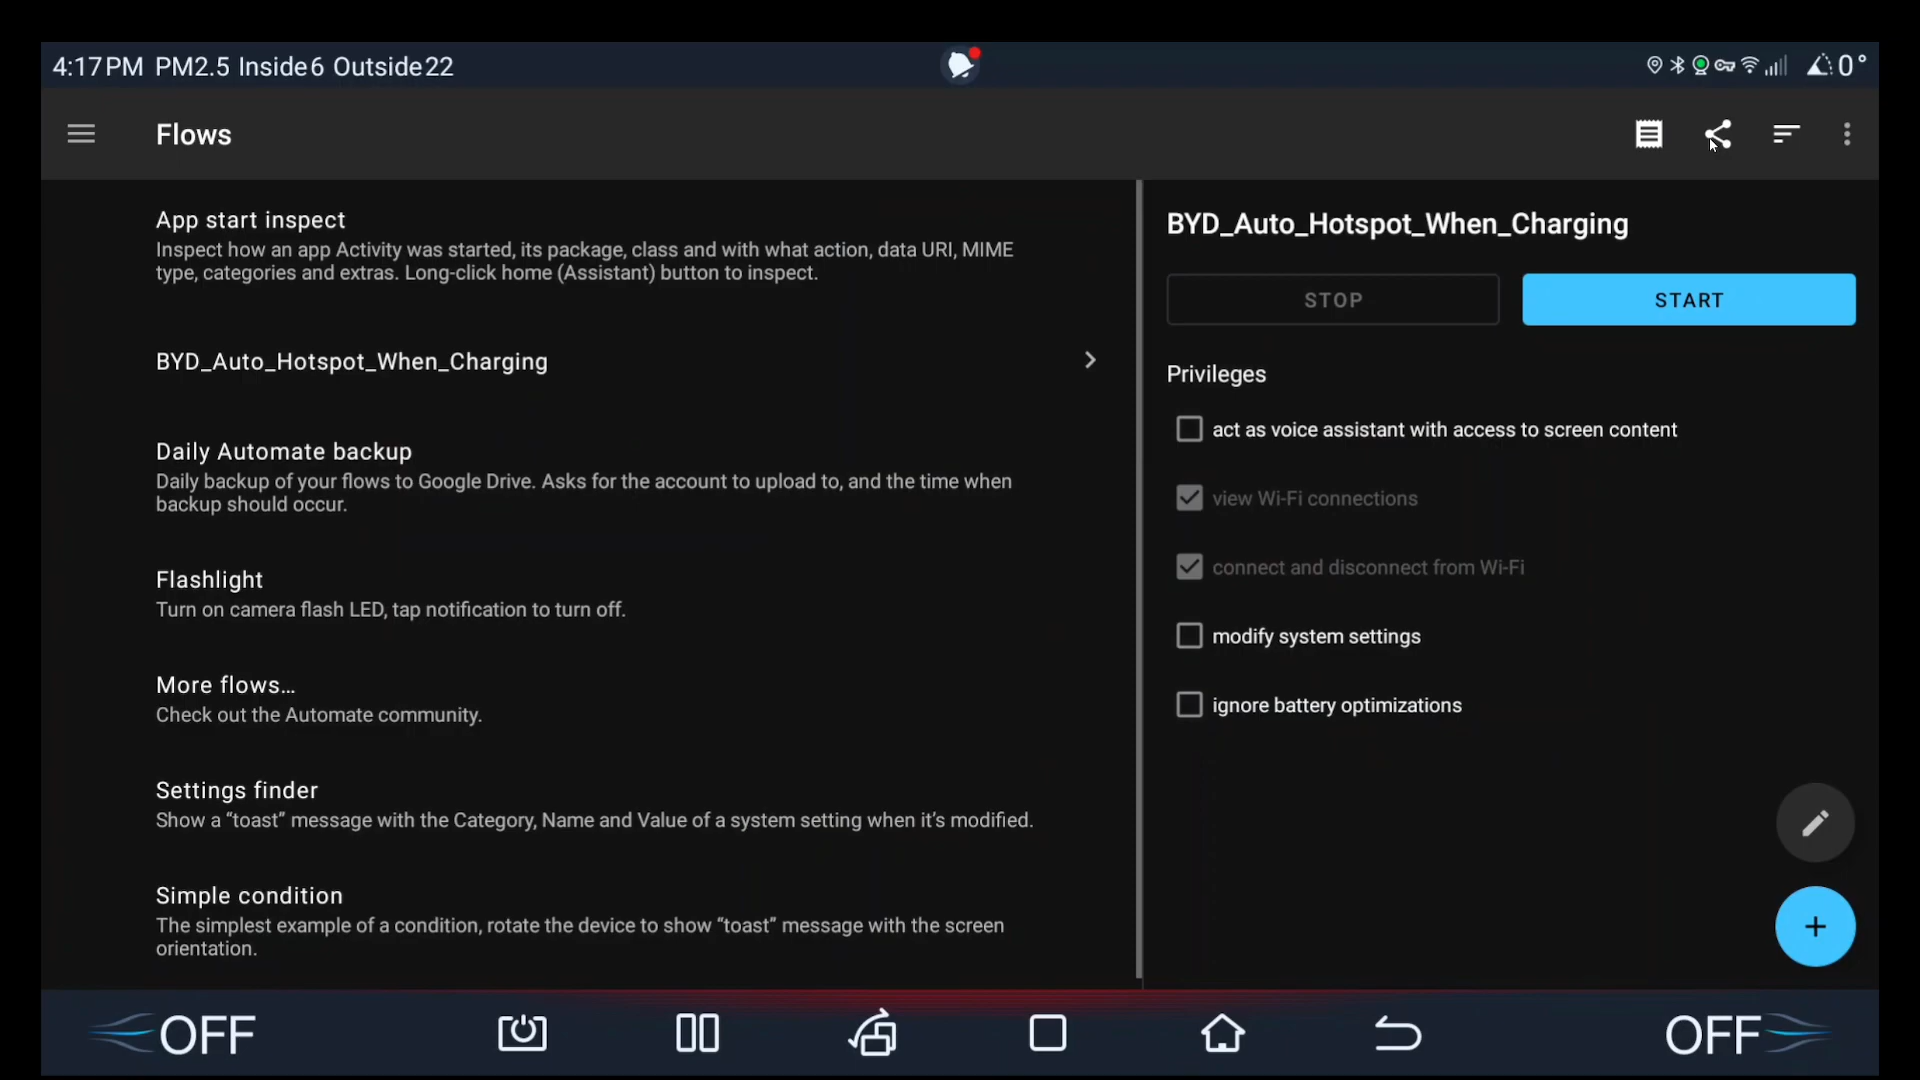 4:17PM PM2.5 Inside 6 Outside 22
0°
Flows
App start inspect
Inspect how an app Activity was started, its package, class and with what action, data URI, MIME
type, categories and extras. Long-click home (Assistant) button to inspect.
BYD_Auto_Hotspot_When_Charging
Daily Automate backup
Daily backup of your flows to Google Drive. Asks for the account to upload to, and the time when
backup should occur.
Flashlight
Turn on camera flash LED, tap notification to turn off.
More flows...
Check out the Automate community.
Settings finder
Show a “toast” message with the Category, Name and Value of a system setting when it’s modified.
Simple condition
The simplest example of a condition, rotate the device to show “toast” message with the screen
orientation.
BYD_Auto_Hotspot_When_Charging
STOP
START
Privileges
act as voice assistant with access to screen content
view Wi-Fi connections
connect and disconnect from Wi-Fi
modify system settings
ignore battery optimizations
OFF
OFF